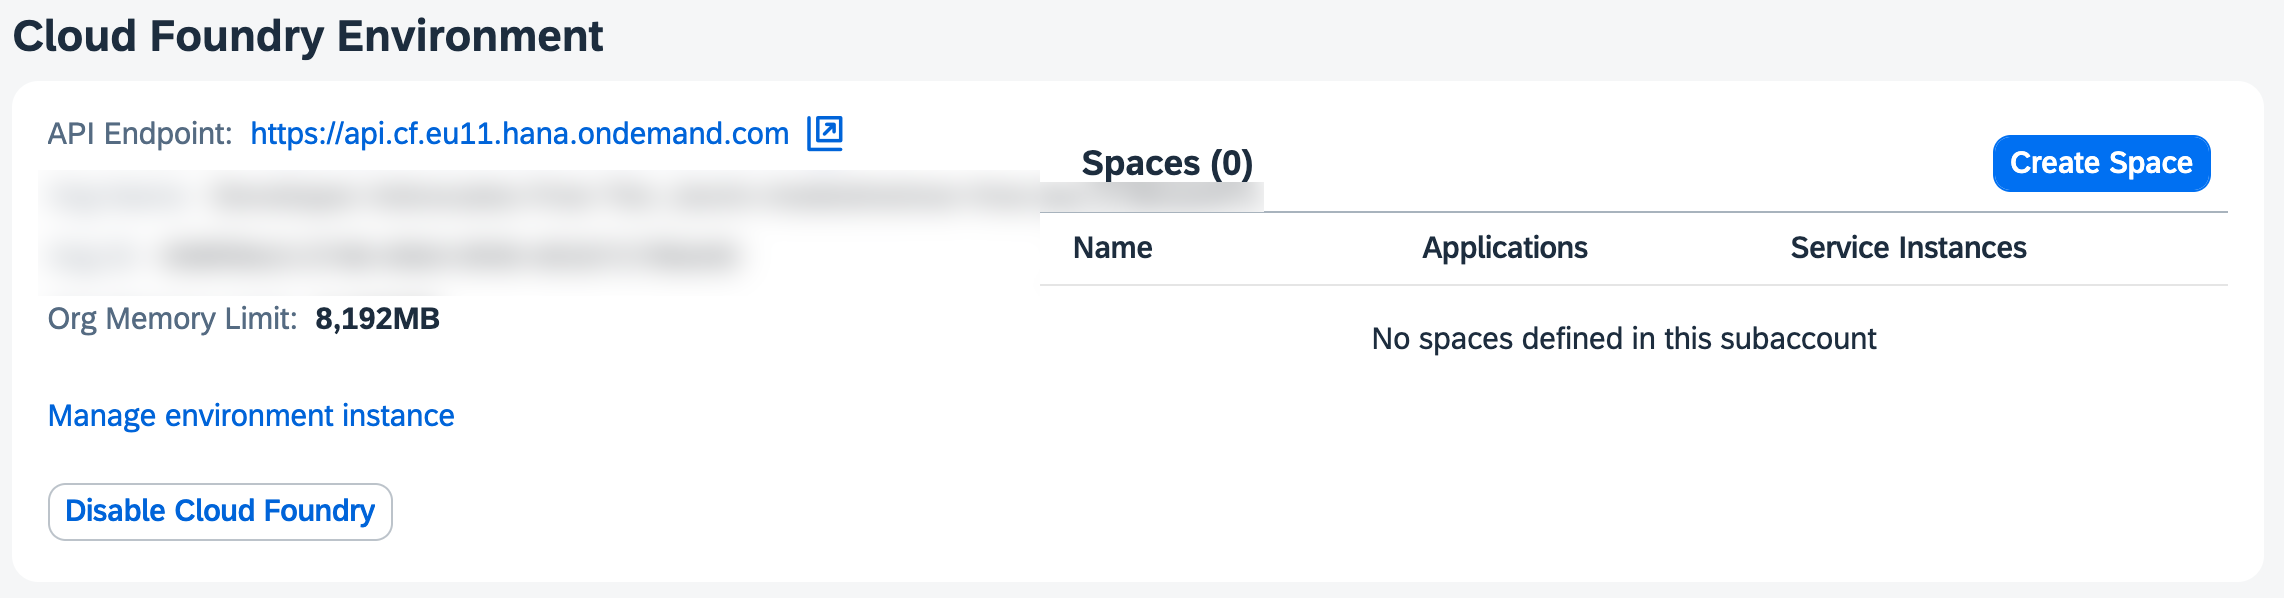 Cloud Foundry Environment
API Endpoint: https://api.cf.eu11.hana.ondemand.com
Org Memory Limit: 8,192MB
Manage environment instance
Disable Cloud Foundry
Spaces (0)
Create Space
Name Applications Service Instances
No spaces defined in this subaccount